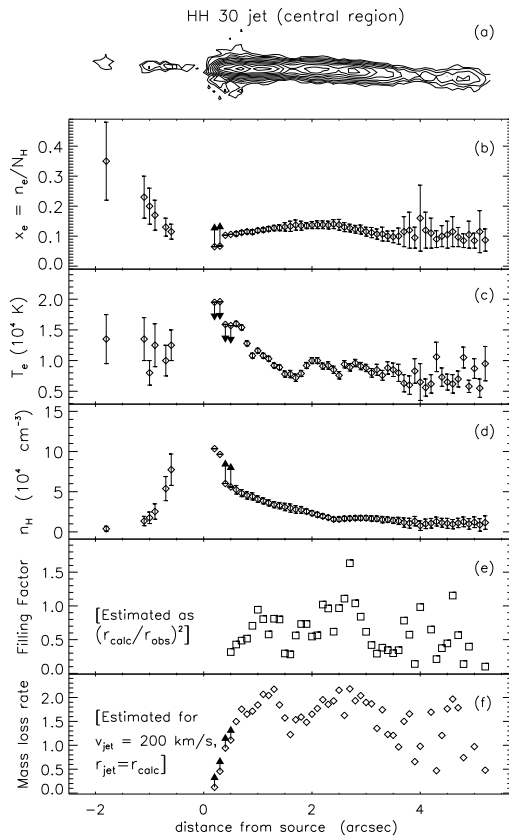 HH 30 jet (central region)
(a)
(b)
x_e = n_e/N_H
0.4
0.3
0.2
0.1
0.0
(c)
T_e (10^4 K)
2.0
1.5
1.0
0.5
(d)
n_H (10^4 cm^-3)
15
10
5
0
(e)
Filling Factor
1.5
1.0
0.5
0.0
[Estimated as
(r_calc/r_obs)^2]
(f)
Mass loss rate
2.0
1.5
1.0
0.5
0.0
[Estimated for
v_jet = 200 km/s,
r_jet=r_calc]
-2
0
2
4
distance from source (arcsec)